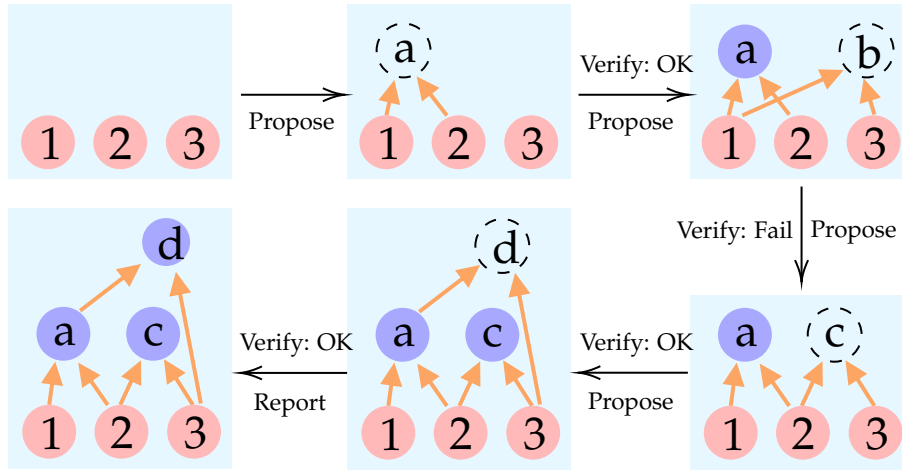 1 2 3
Propose
a
1 2 3
Verify: OK
Propose
a b
1 2 3
Verify: Fail Propose
a c
1 2 3
Verify: OK
Propose
d
a c
1 2 3
Verify: OK
Report
d
a c
1 2 3